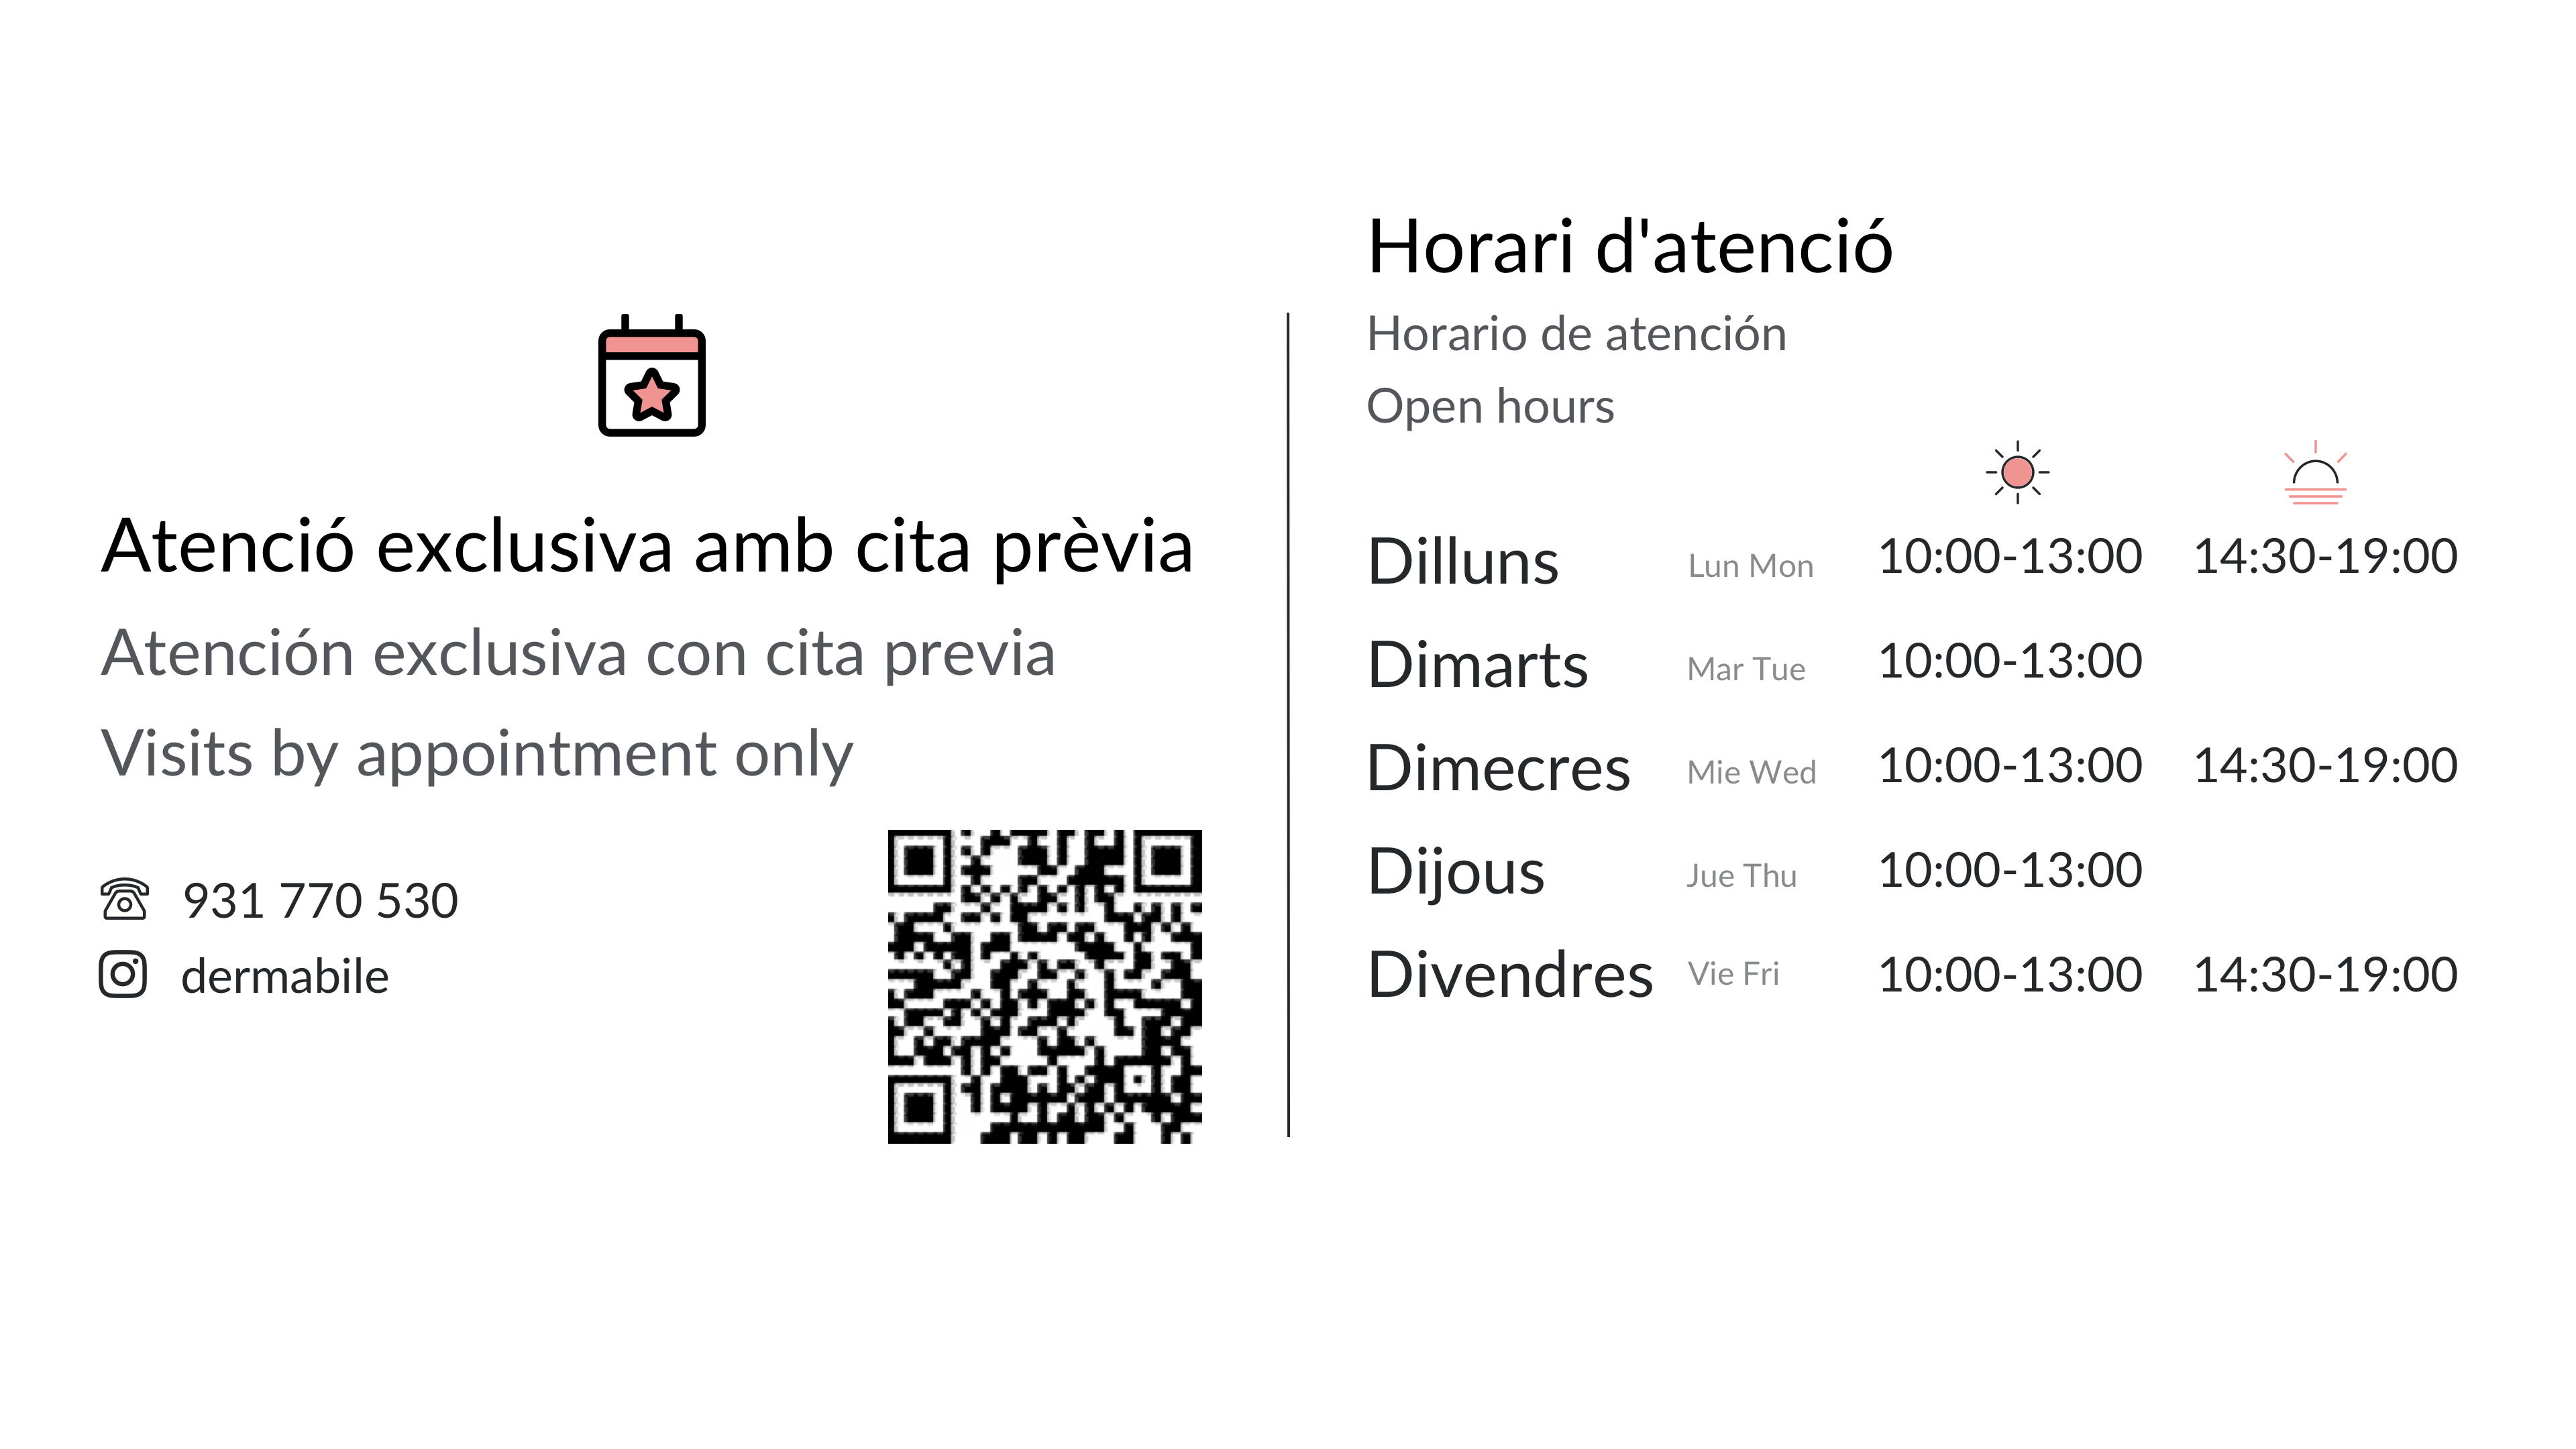 Atenció exclusiva amb cita prèvia
Atención exclusiva con cita previa
Visits by appointment only
931 770 530
dermabile
Horari d'atenció
Horario de atención
Open hours
Dilluns Lun Mon 10:00-13:00 14:30-19:00
Dimarts Mar Tue 10:00-13:00
Dimecres Mie Wed 10:00-13:00 14:30-19:00
Dijous Jue Thu 10:00-13:00
Divendres Vie Fri 10:00-13:00 14:30-19:00